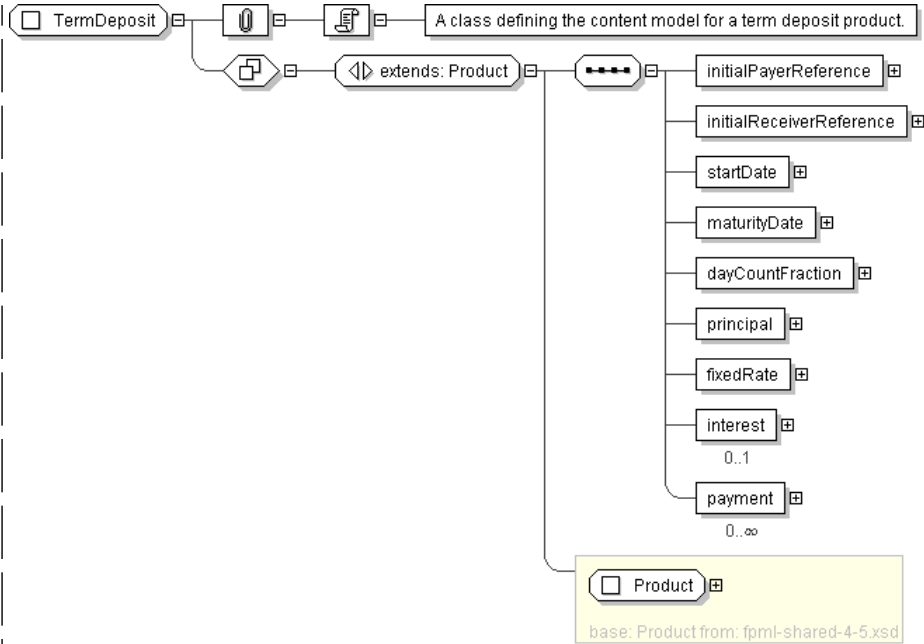 TermDeposit
A class defining the content model for a term deposit product.
extends: Product
initialPayerReference
initialReceiverReference
startDate
maturityDate
dayCountFraction
principal
fixedRate
interest
0..1
payment
0..∞
Product
base: Product from: fpml-shared-4-5.xsd